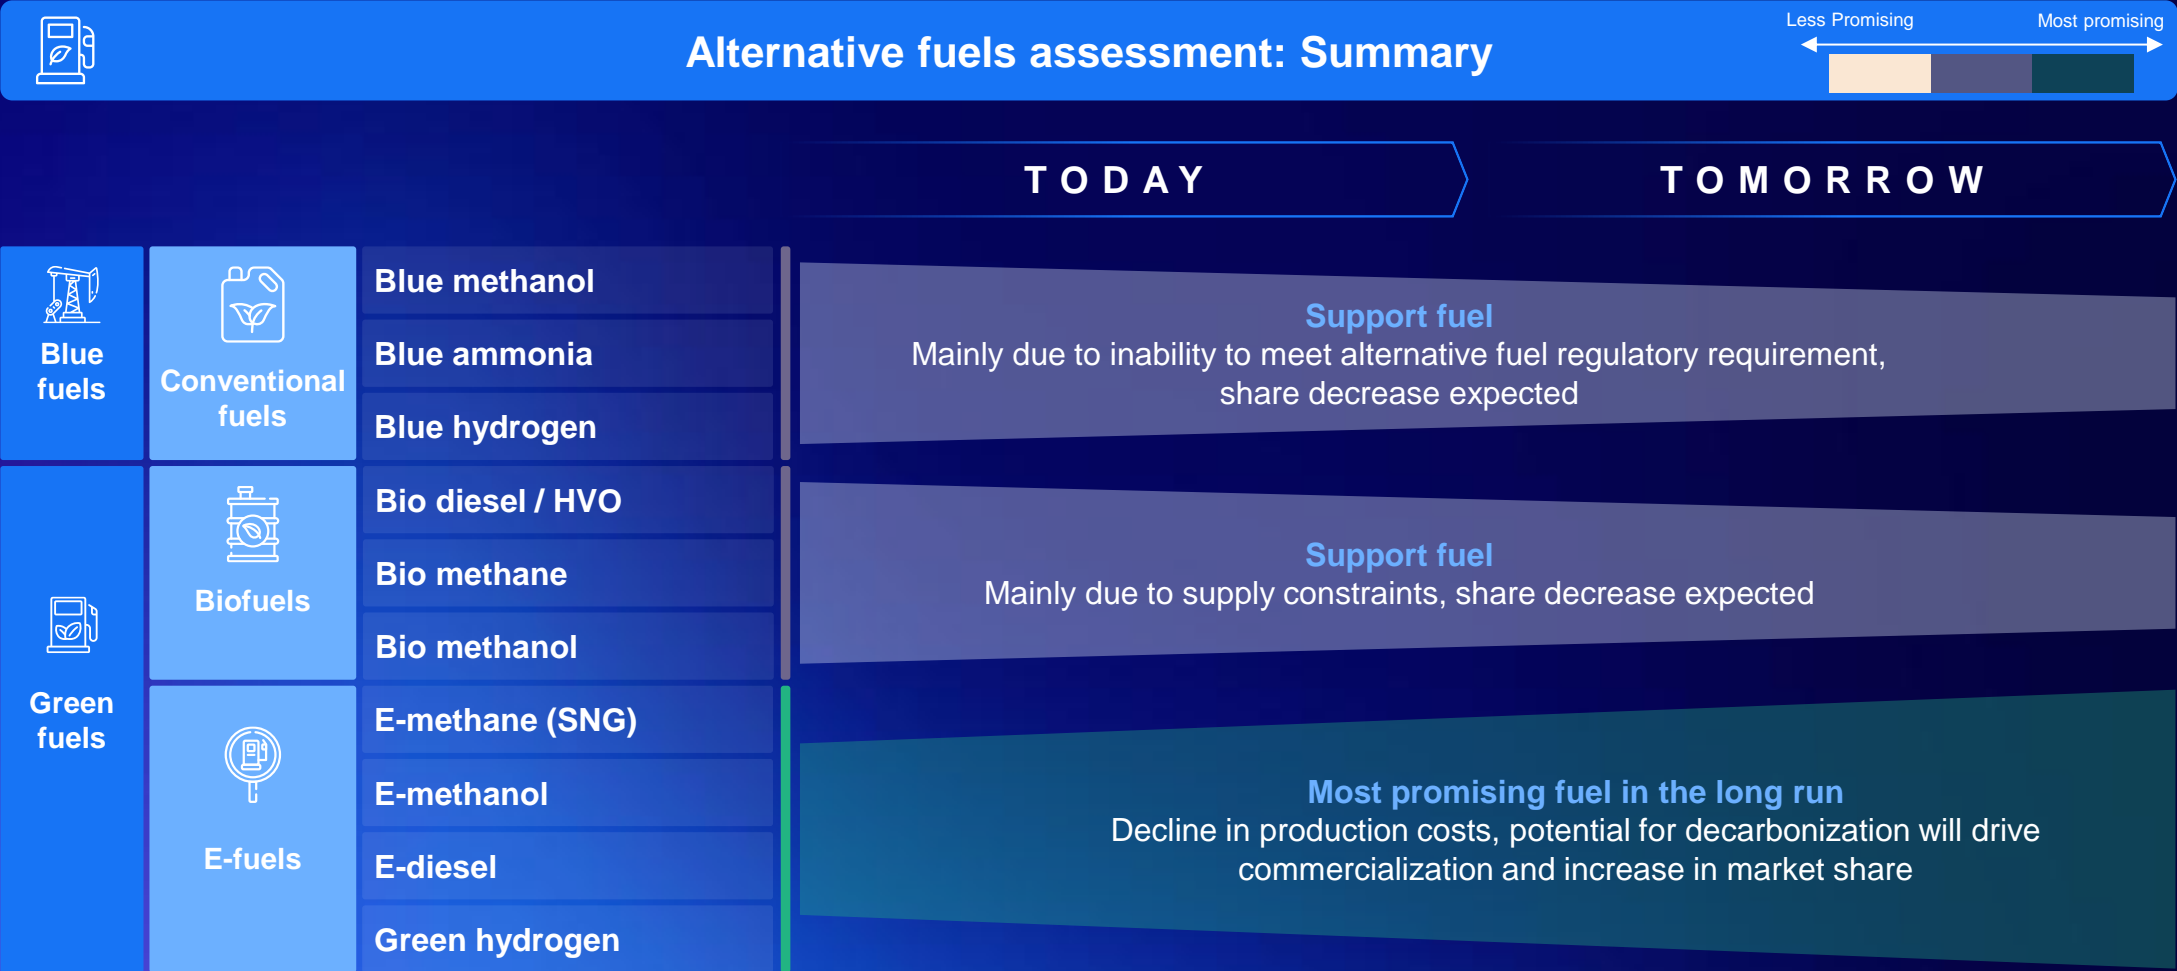 Alternative fuels assessment: Summary
Less Promising
Most promising
TODAY
TOMORROW
Blue
fuels
Conventional
fuels
Blue methanol
Blue ammonia
Blue hydrogen
Support fuel
Mainly due to inability to meet alternative fuel regulatory requirement,
share decrease expected
Green
fuels
Biofuels
Bio diesel / HVO
Bio methane
Bio methanol
Support fuel
Mainly due to supply constraints, share decrease expected
E-fuels
E-methane (SNG)
E-methanol
E-diesel
Green hydrogen
Most promising fuel in the long run
Decline in production costs, potential for decarbonization will drive
commercialization and increase in market share